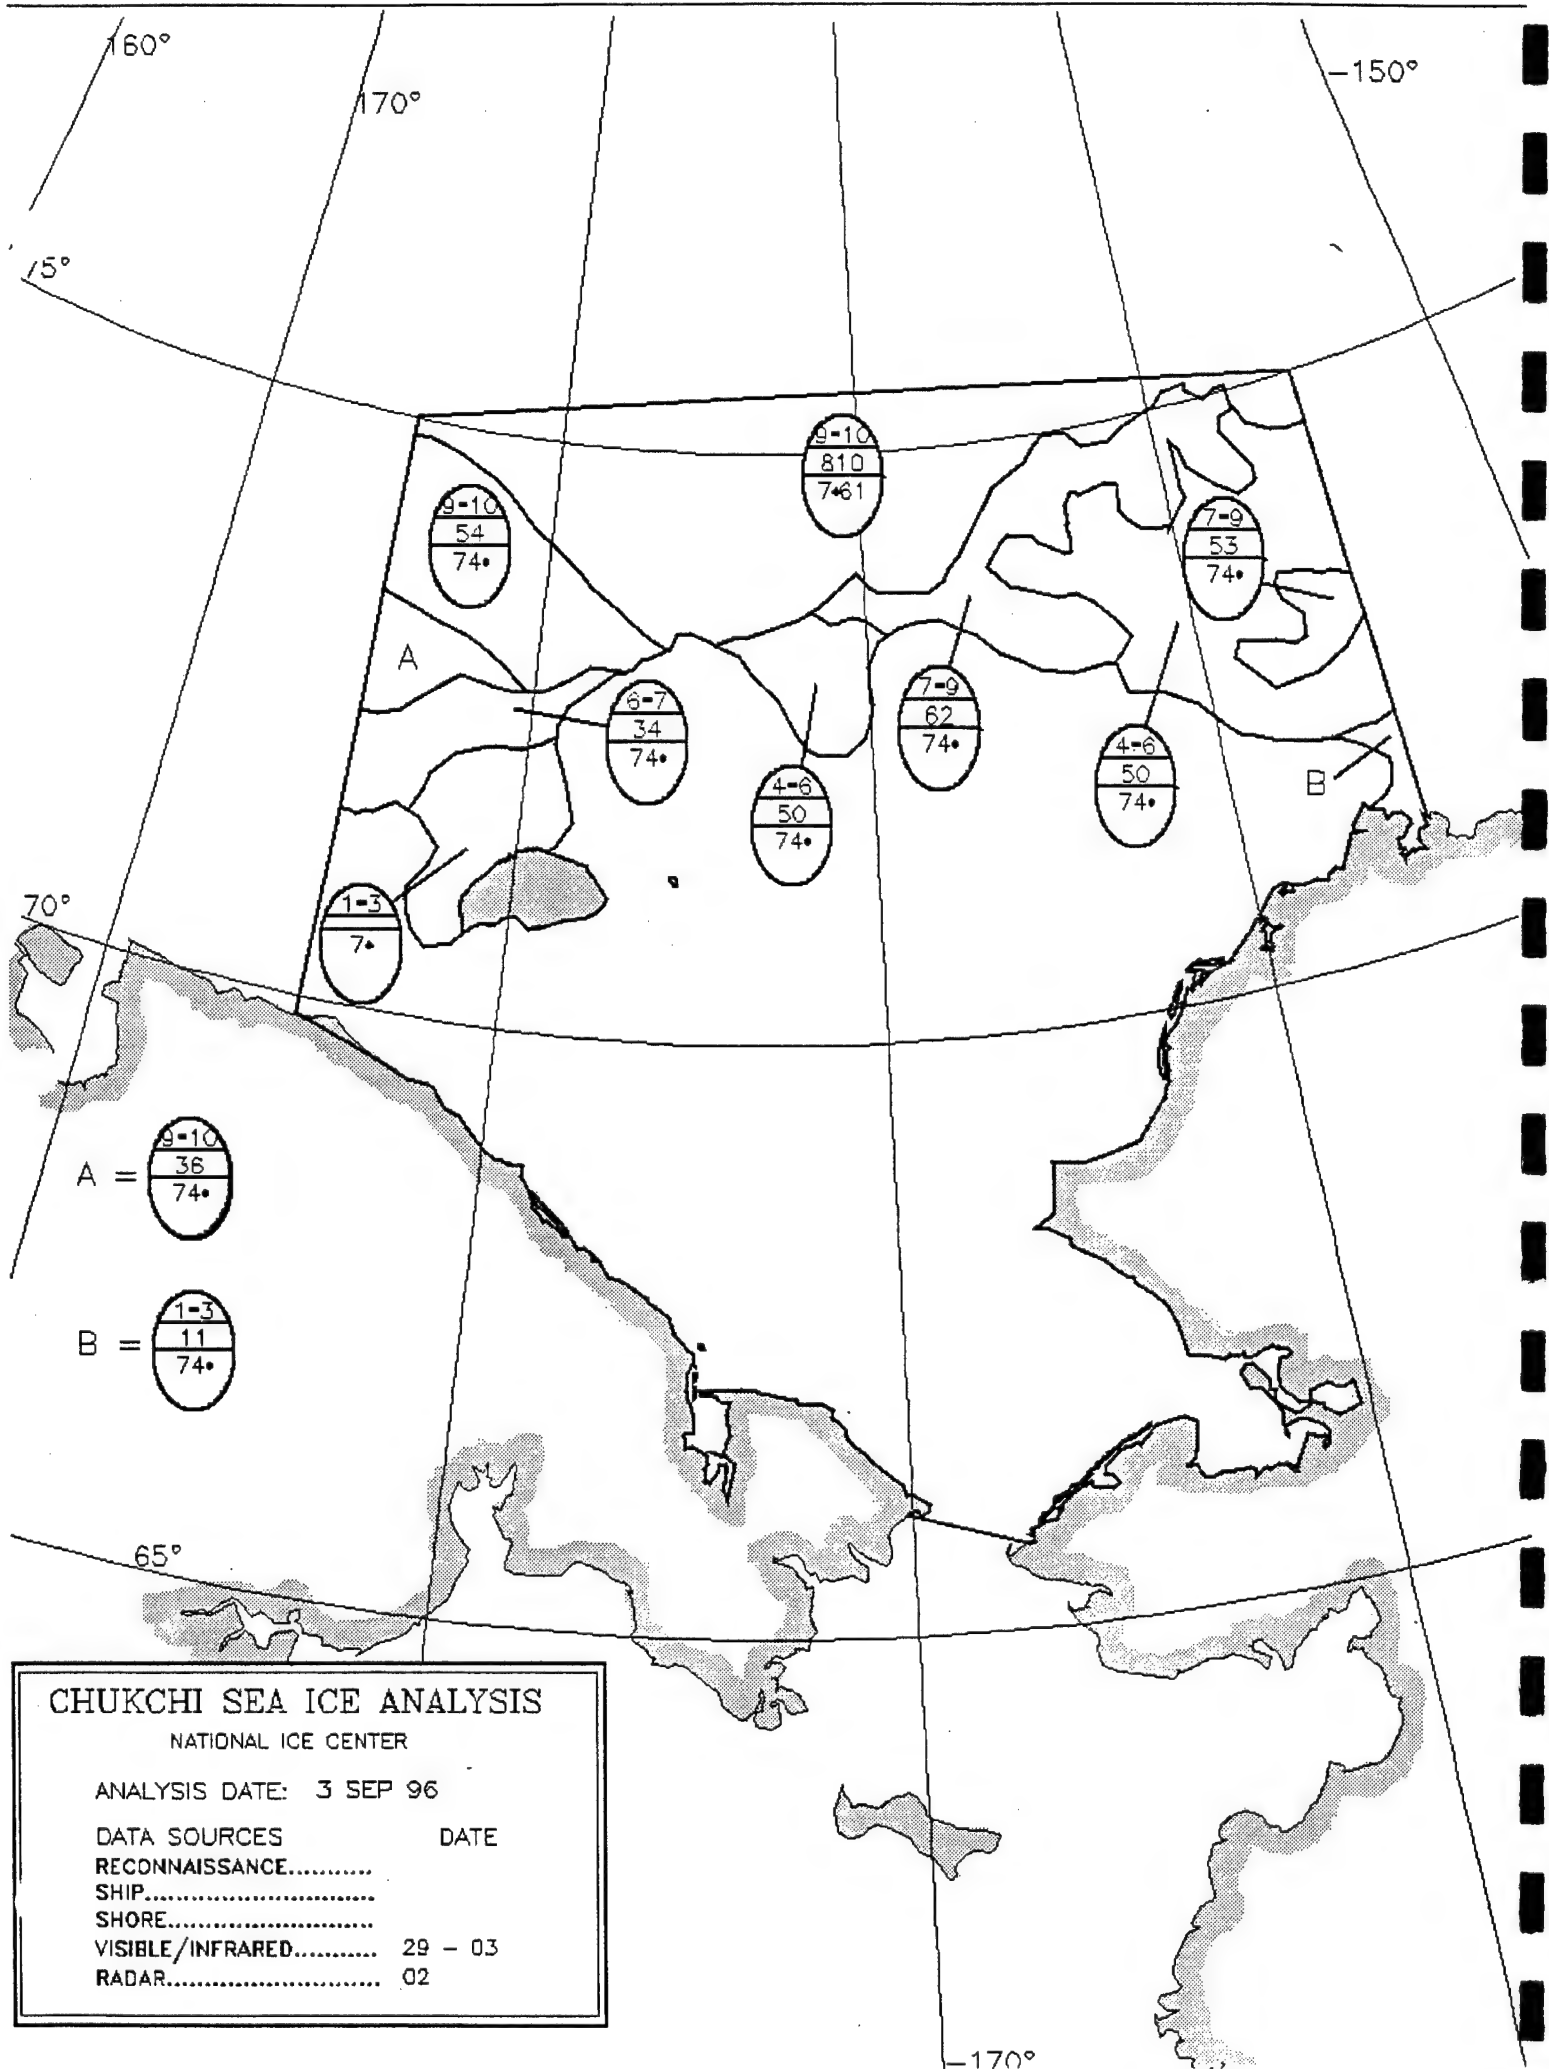 160°
170°
-150°
75°
9-10
810
7•61
9-10
54
74•
7-9
53
74•
A
6-7
34
74•
7-9
62
74•
4-6
50
74•
4-6
50
74•
B
1-3
7•
70°
A =
9-10
36
74•
B =
1-3
11
74•
65°
CHUKCHI SEA ICE ANALYSIS
NATIONAL ICE CENTER
ANALYSIS DATE: 3 SEP 96
DATA SOURCES DATE
RECONNAISSANCE...........
SHIP.............................
SHORE..........................
VISIBLE/INFRARED........... 29 - 03
RADAR........................... 02
-170°